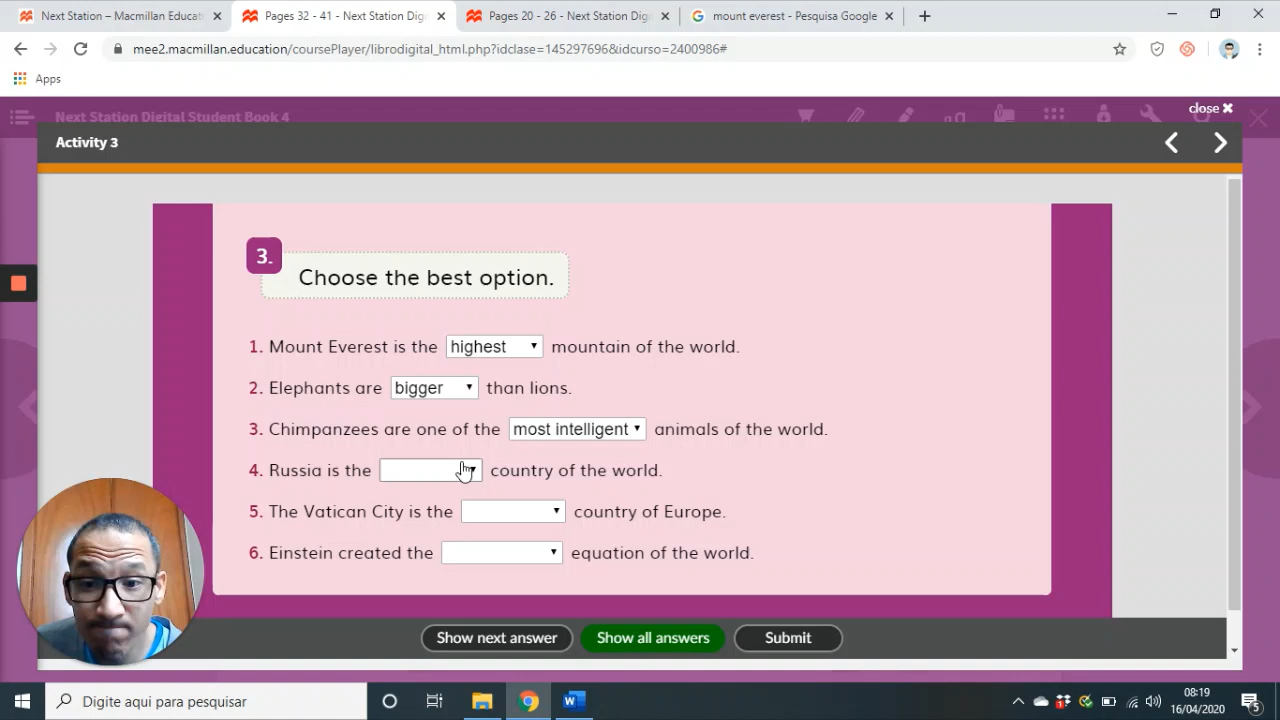 Next Station – Macmillan Educat
Pages 32 - 41 - Next Station Digi
Pages 20 - 26 - Next Station Digi
mount everest - Pesquisa Google
mee2.macmillan.education/coursePlayer/librodigital_html.php?idclase=145297696&idcurso=2400986#
Apps
close ✖
Next Station Digital Student Book 4
Activity 3
3.
Choose the best option.
1. Mount Everest is the highest mountain of the world.
2. Elephants are bigger than lions.
3. Chimpanzees are one of the most intelligent animals of the world.
4. Russia is the country of the world.
5. The Vatican City is the country of Europe.
6. Einstein created the equation of the world.
Show next answer
Show all answers
Submit
Digite aqui para pesquisar
08:19
16/04/2020